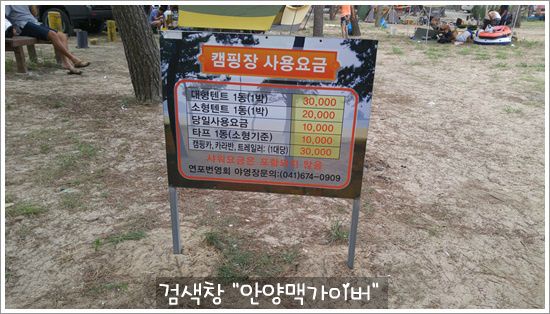 캠핑장 사용요금
대형텐트 1동(1박) 30,000
소형텐트 1동(1박) 20,000
당일사용요금 10,000
타프 1동(소형기준) 10,000
캠핑카, 카라반, 트레일러: (1대당) 30,000
샤워요금은 포함되지 않음
연포번영회 야영장문의:(041)674-0909
검색창 "안양맥가이버"